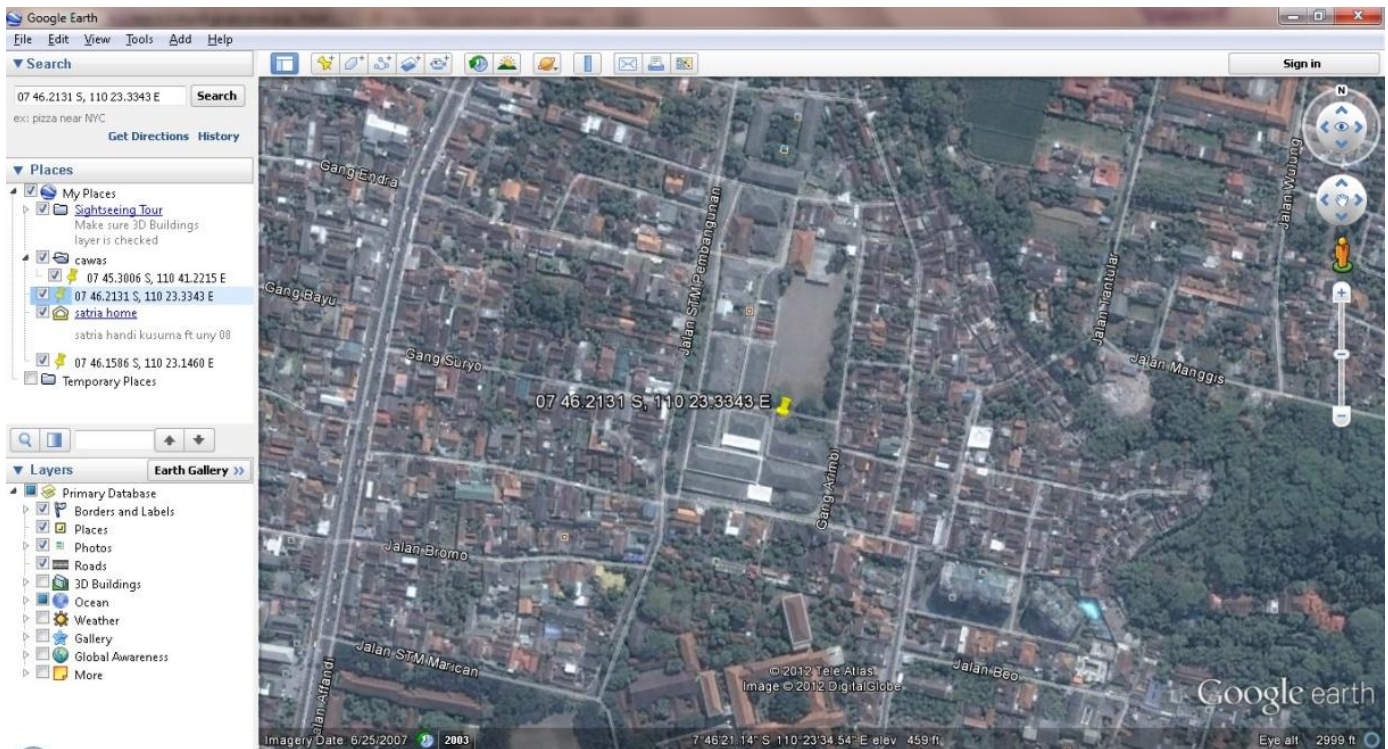 Google Earth
File Edit View Tools Add Help
Search
07 46.2131 S, 110 23.3343 E Search
ex: pizza near NYC
Get Directions History
Places
My Places
Sightseeing Tour
Make sure 3D Buildings
layer is checked
cawas
07 45.3006 S, 110 41.2215 E
07 46.2131 S, 110 23.3343 E
satria home
satria handi kusuma ft uny 08
07 46.1586 S, 110 23.1460 E
Temporary Places
Layers Earth Gallery >>
Primary Database
Borders and Labels
Places
Photos
Roads
3D Buildings
Ocean
Weather
Gallery
Global Awareness
More
Sign in
N
Gang Endra
Jalan Wulung
Jalan STM Pembangunan
Gang Bayu
Jalan Tantular
Gang Suryo
Jalan Manggis
07 46.2131 S, 110 23.3343 E
Gang Arimbi
Jalan Bromo
Jalan STM Marican
Jalan Beo
Jalan Affandi
© 2012 Tele Atlas
Image © 2012 DigitalGlobe
Google earth
Imagery Date: 6/25/2007 2003 7°46'21.14" S 110°23'34.54" E elev 459 ft Eye alt 2999 ft